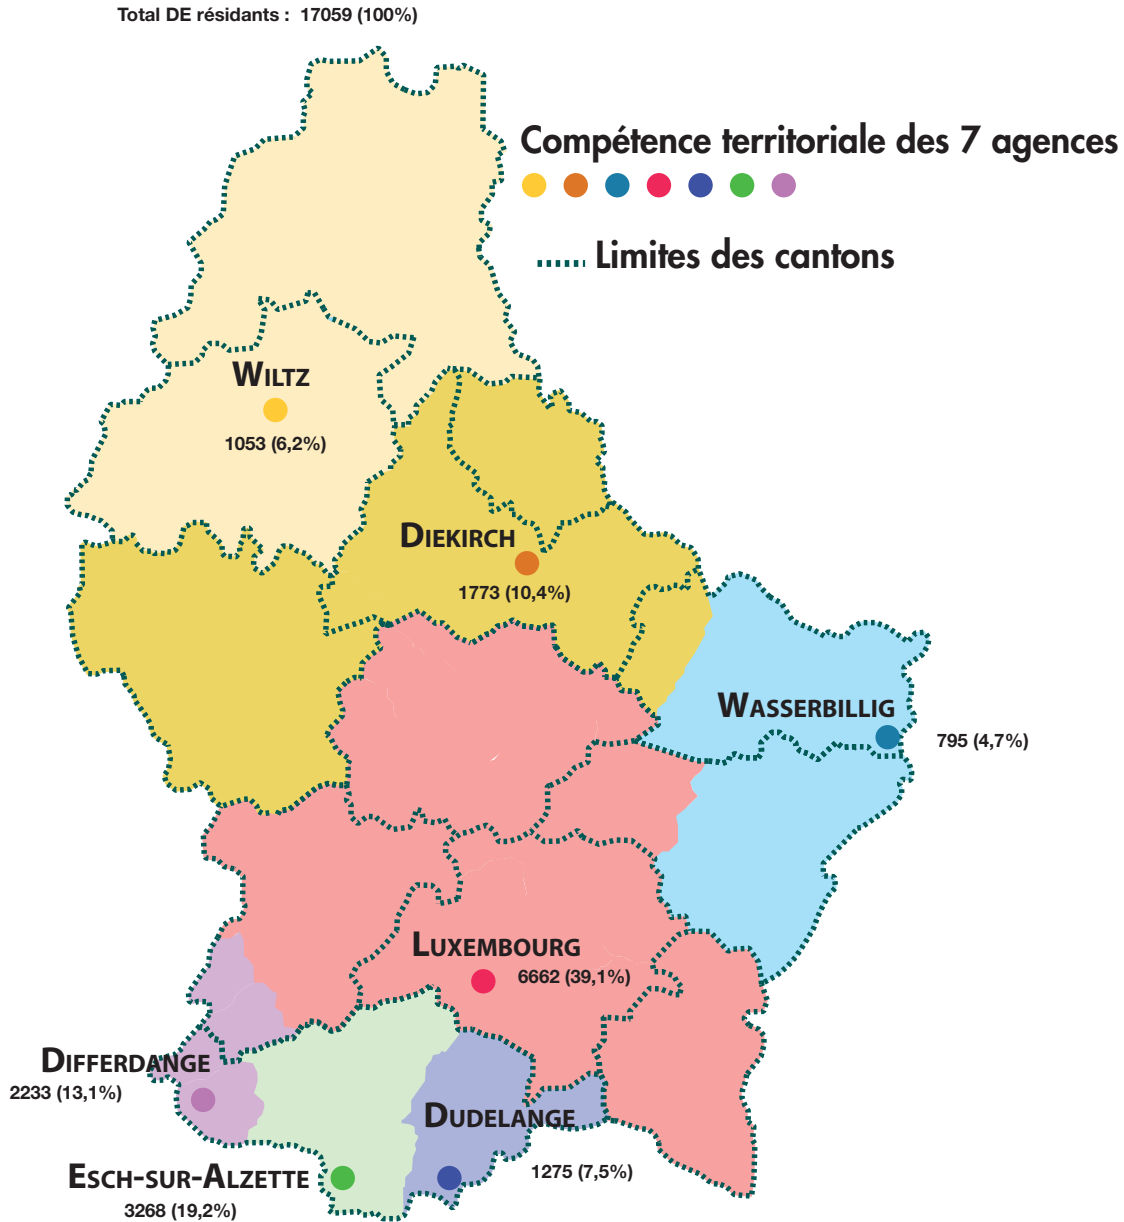 Total DE résidants : 17059 (100%)
Compétence territoriale des 7 agences
Limites des cantons
WILTZ
1053 (6,2%)
DIEKIRCH
1773 (10,4%)
WASSERBILLIG
795 (4,7%)
LUXEMBOURG
6662 (39,1%)
DIFFERDANGE
2233 (13,1%)
DUDELANGE
1275 (7,5%)
ESCH-SUR-ALZETTE
3268 (19,2%)